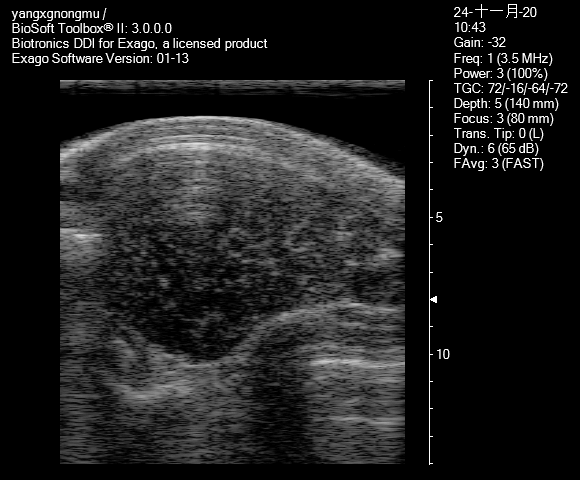 yangxgnongmu /
BioSoft Toolbox® II: 3.0.0.0
Biotronics DDI for Exago, a licensed product
Exago Software Version: 01-13
24-十一月-20
10:43
Gain: -32
Freq: 1 (3.5 MHz)
Power: 3 (100%)
TGC: 72/-16/-64/-72
Depth: 5 (140 mm)
Focus: 3 (80 mm)
Trans. Tip: 0 (L)
Dyn.: 6 (65 dB)
FAvg: 3 (FAST)
5
10